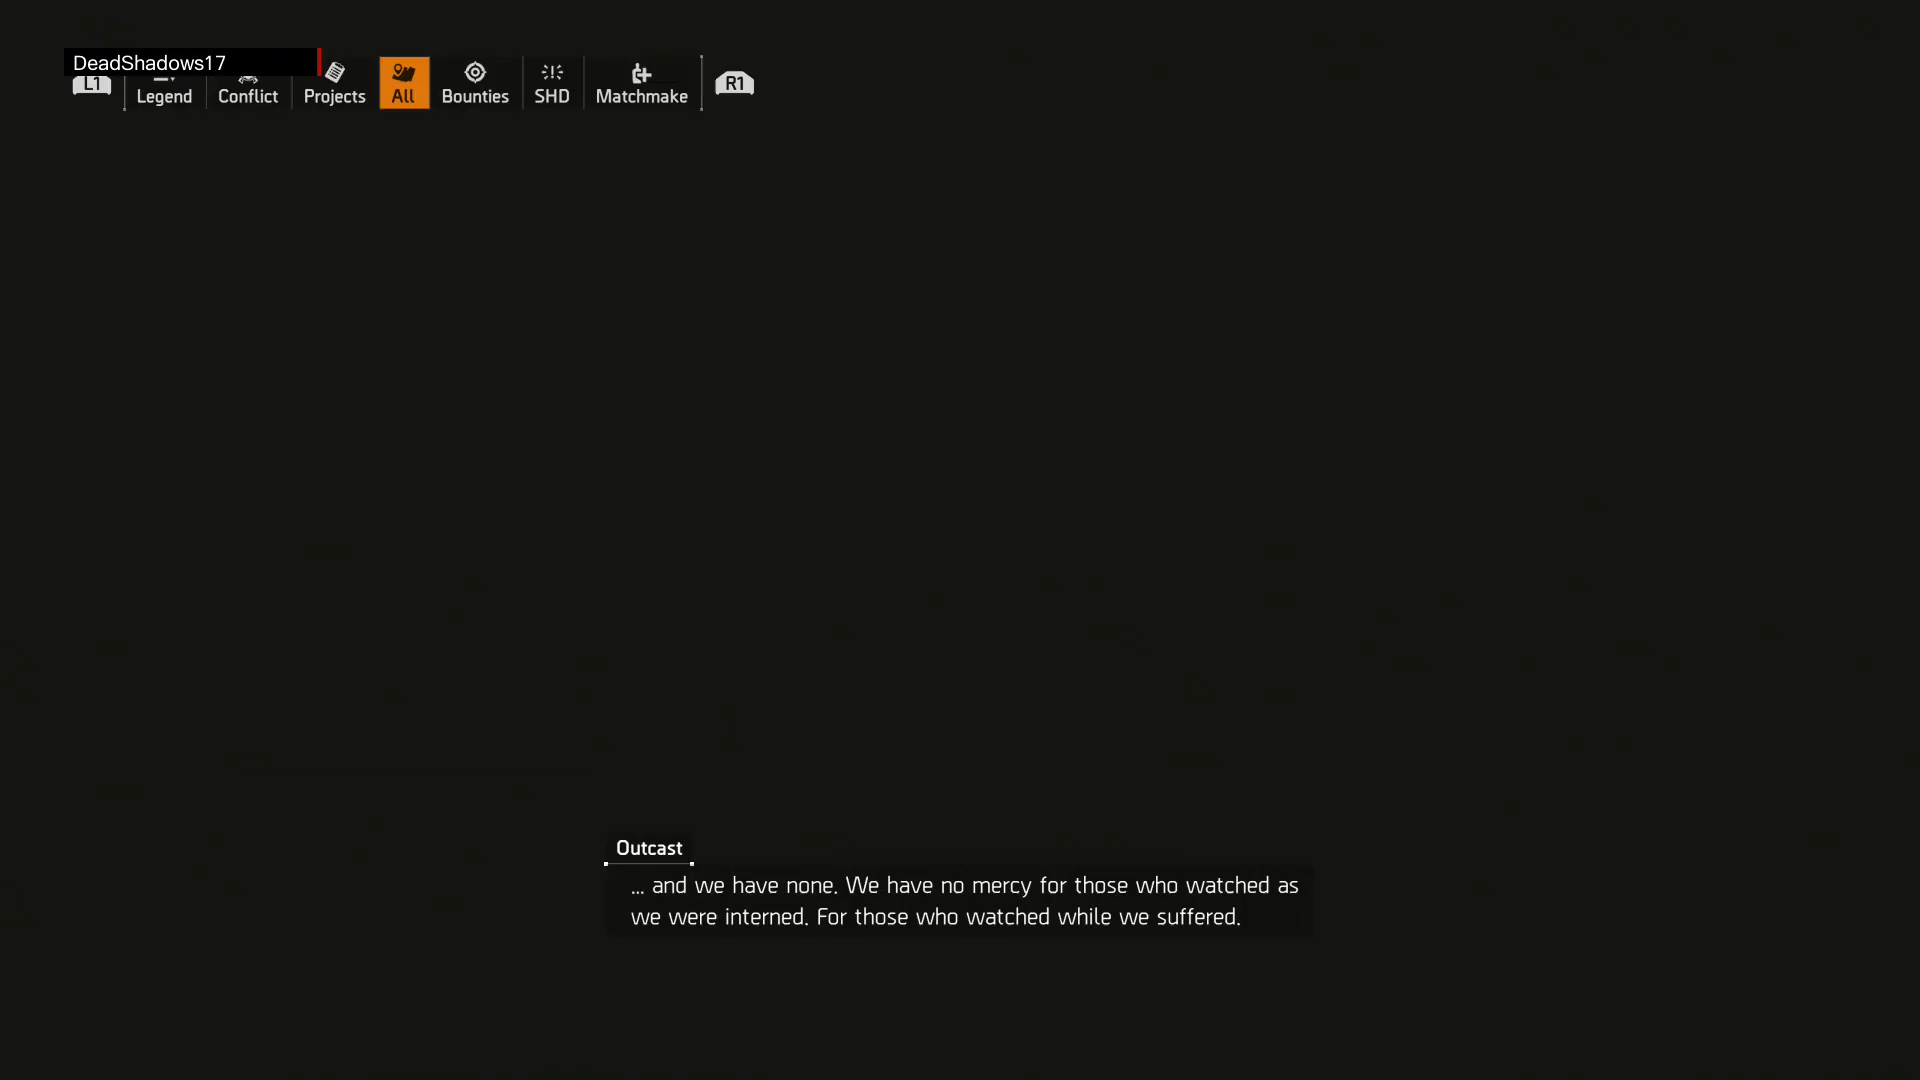 DeadShadows17
L1
Legend
Conflict
Projects
All
Bounties
SHD
Matchmake
R1
Outcast
... and we have none. We have no mercy for those who watched as
we were interned. For those who watched while we suffered.